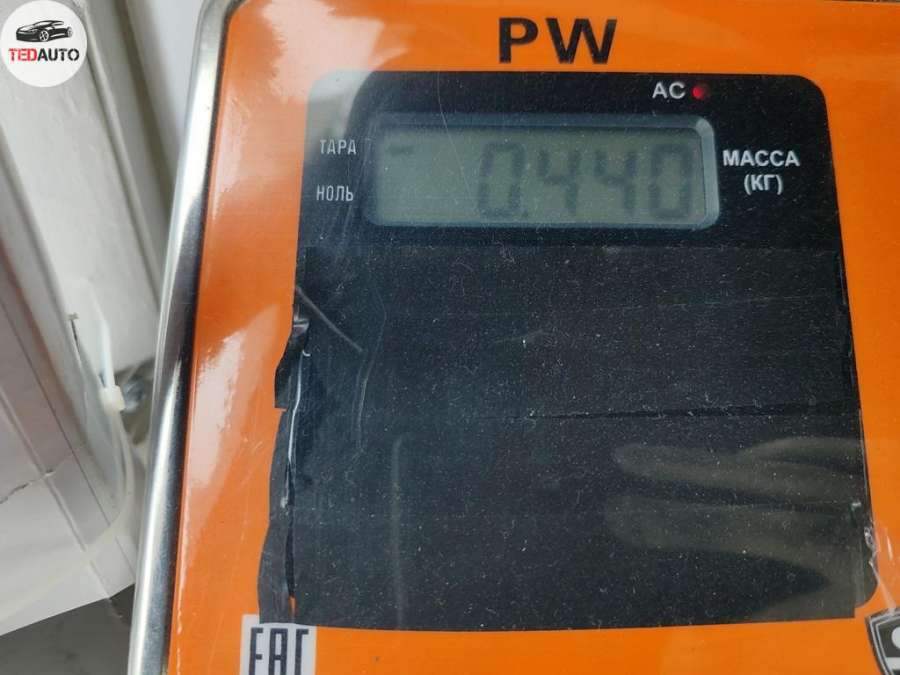 TEDAUTO
PW
AC
ТАРА
НОЛЬ
0.440
МАССА
(КГ)
EAC